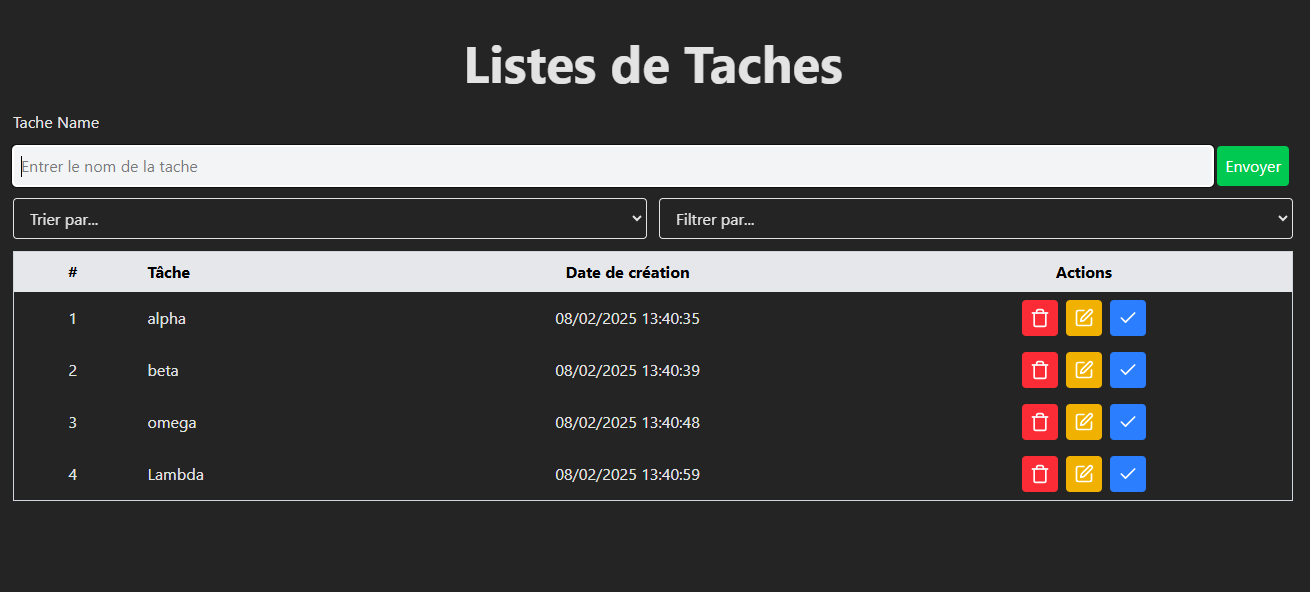 Listes de Taches
Tache Name
Entrer le nom de la tache Envoyer
Trier par... Filtrer par...
# Tâche Date de création Actions
1 alpha 08/02/2025 13:40:35
2 beta 08/02/2025 13:40:39
3 omega 08/02/2025 13:40:48
4 Lambda 08/02/2025 13:40:59